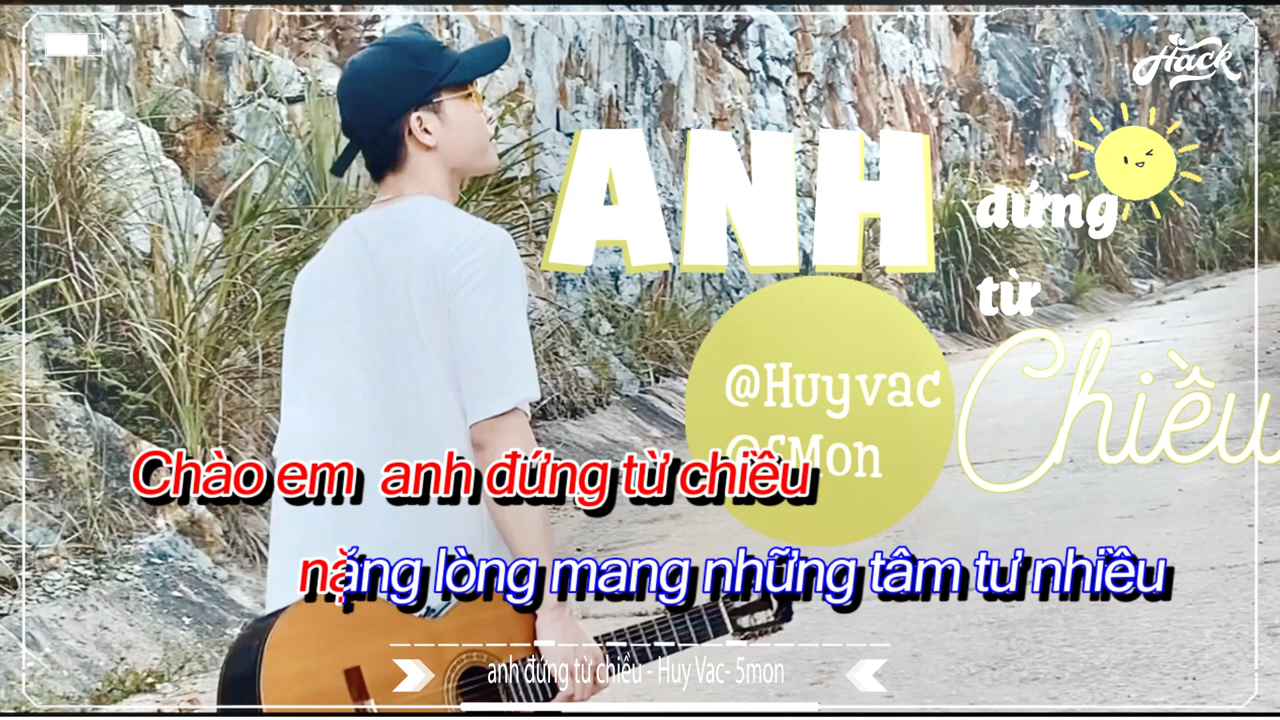 Hack
ANH
đứng
từ
Chiều
@Huyvac
@5Mon
Chào em anh đứng từ chiều
nặng lòng mang những tâm tư nhiều
anh đứng từ chiều - Huy Vac- 5mon